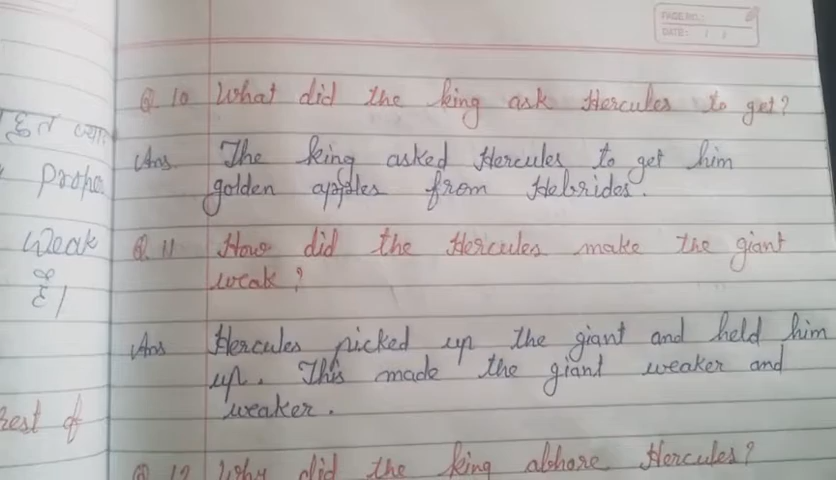 PAGE NO.:
DATE: / /
Q.10 What did the king ask Hercules to get?
Ans. The king asked Hercules to get him
golden apples from Hebrides.
Q.11 How did the Hercules make the giant
weak?
Ans Hercules picked up the giant and held him
up. This made the giant weaker and
weaker.
Q 12 Why did the king abhore Hercules?
Weak
है।
rest of